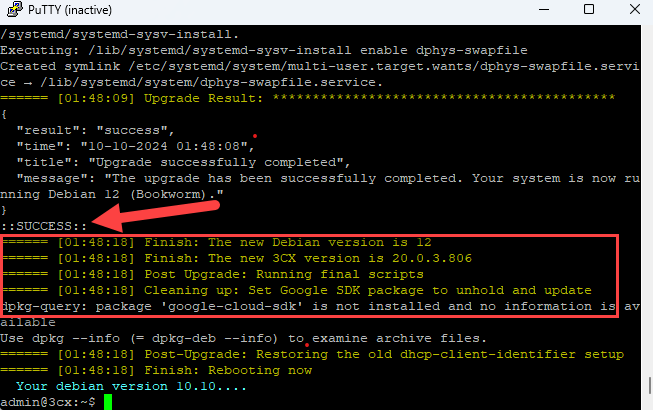 PuTTY (inactive)
/systemd/systemd-sysv-install.
Executing: /lib/systemd/systemd-sysv-install enable dphys-swapfile
Created symlink /etc/systemd/system/multi-user.target.wants/dphys-swapfile.servi
ce → /lib/systemd/system/dphys-swapfile.service.
====== [01:48:09] Upgrade Result: *******************************************
{
  "result": "success",
  "time": "10-10-2024 01:48:08",
  "title": "Upgrade successfully completed",
  "message": "The upgrade has been successfully completed. Your system is now ru
nning Debian 12 (Bookworm)."
}
::SUCCESS::
====== [01:48:18] Finish: The new Debian version is 12
====== [01:48:18] Finish: The new 3CX version is 20.0.3.806
====== [01:48:18] Post Upgrade: Running final scripts
====== [01:48:18] Cleaning up: Set Google SDK package to unhold and update
dpkg-query: package 'google-cloud-sdk' is not installed and no information is av
ailable
Use dpkg --info (= dpkg-deb --info) to examine archive files.
====== [01:48:18] Post-Upgrade: Restoring the old dhcp-client-identifier setup
====== [01:48:18] Finish: Rebooting now
  Your debian version 10.10....
admin@3cx:~$